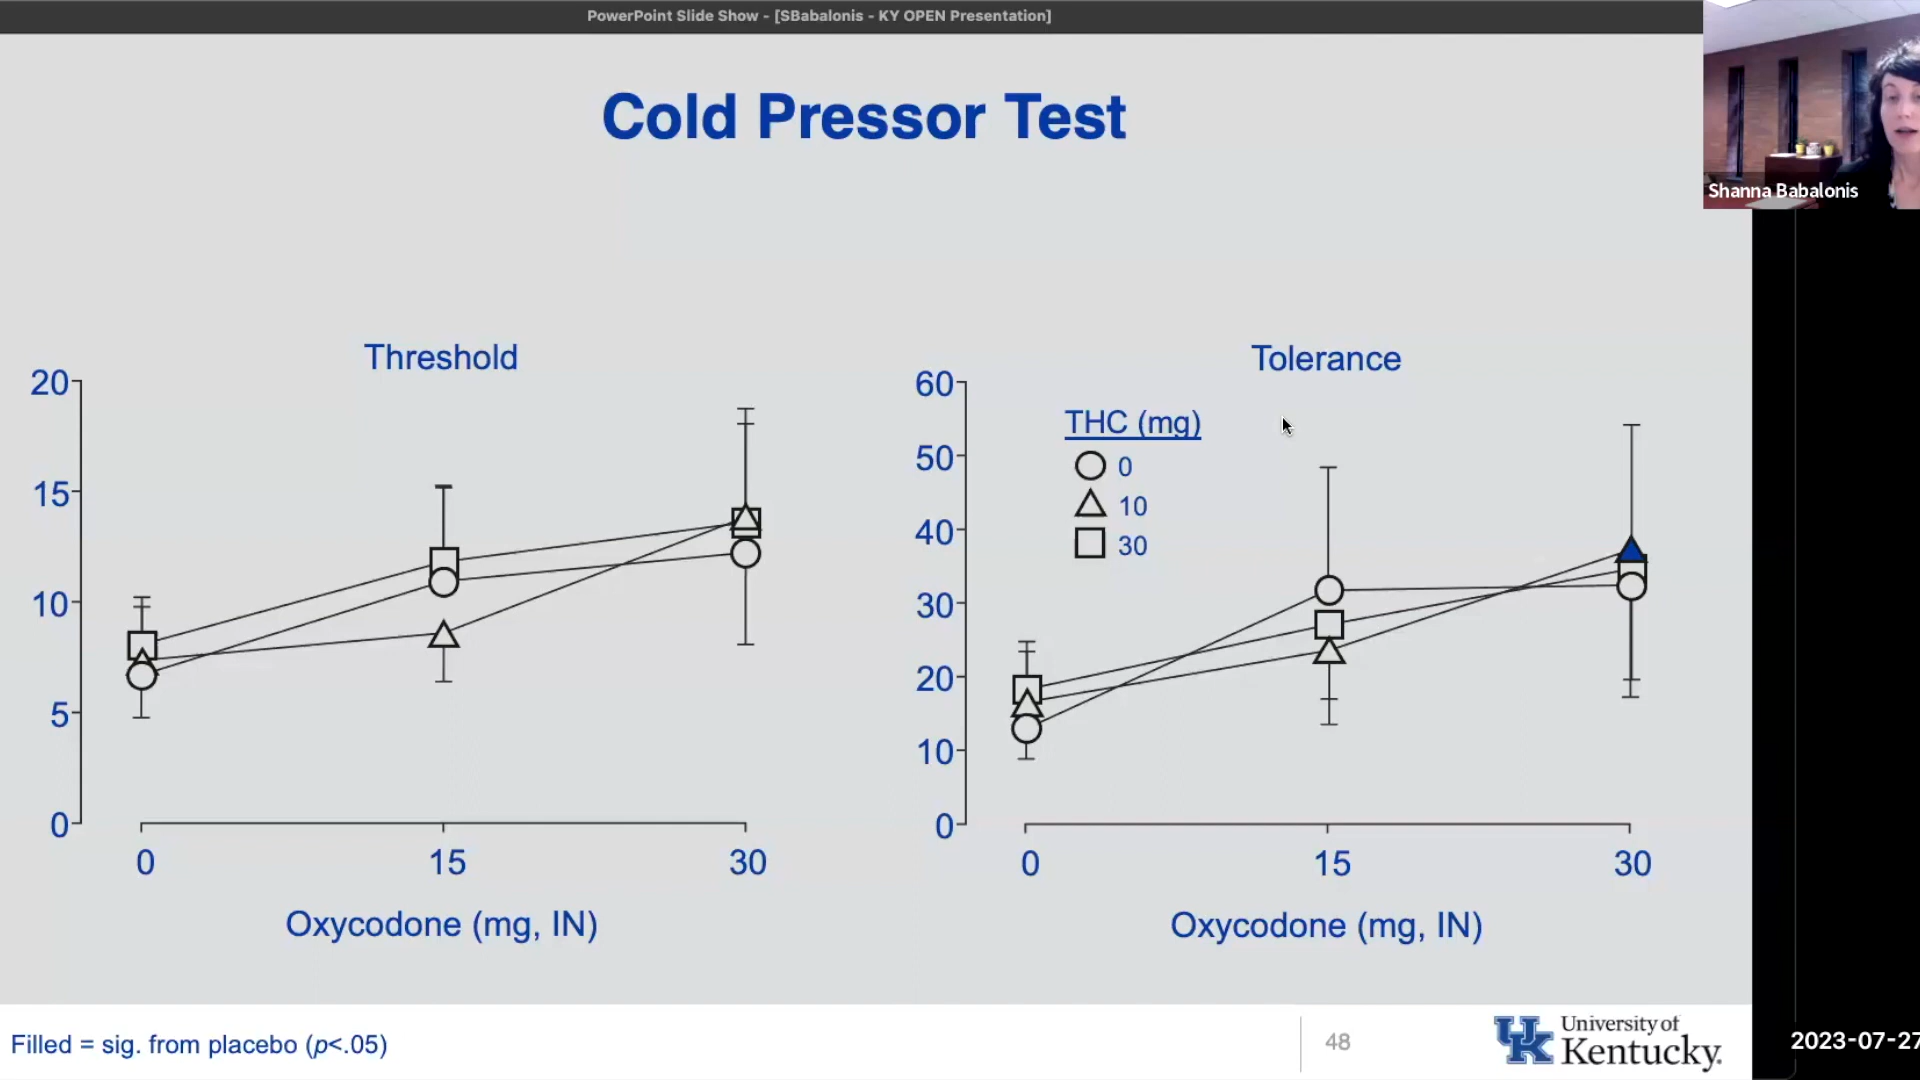 PowerPoint Slide Show - [SBabalonis - KY OPEN Presentation]
Cold Pressor Test
Shanna Babalonis
Threshold
20
15
10
5
0
0 15 30
Oxycodone (mg, IN)
Tolerance
60
50
40
30
20
10
0
THC (mg)
0
10
30
0 15 30
Oxycodone (mg, IN)
Filled = sig. from placebo (p<.05)
48
UK
University of
Kentucky.
2023-07-27